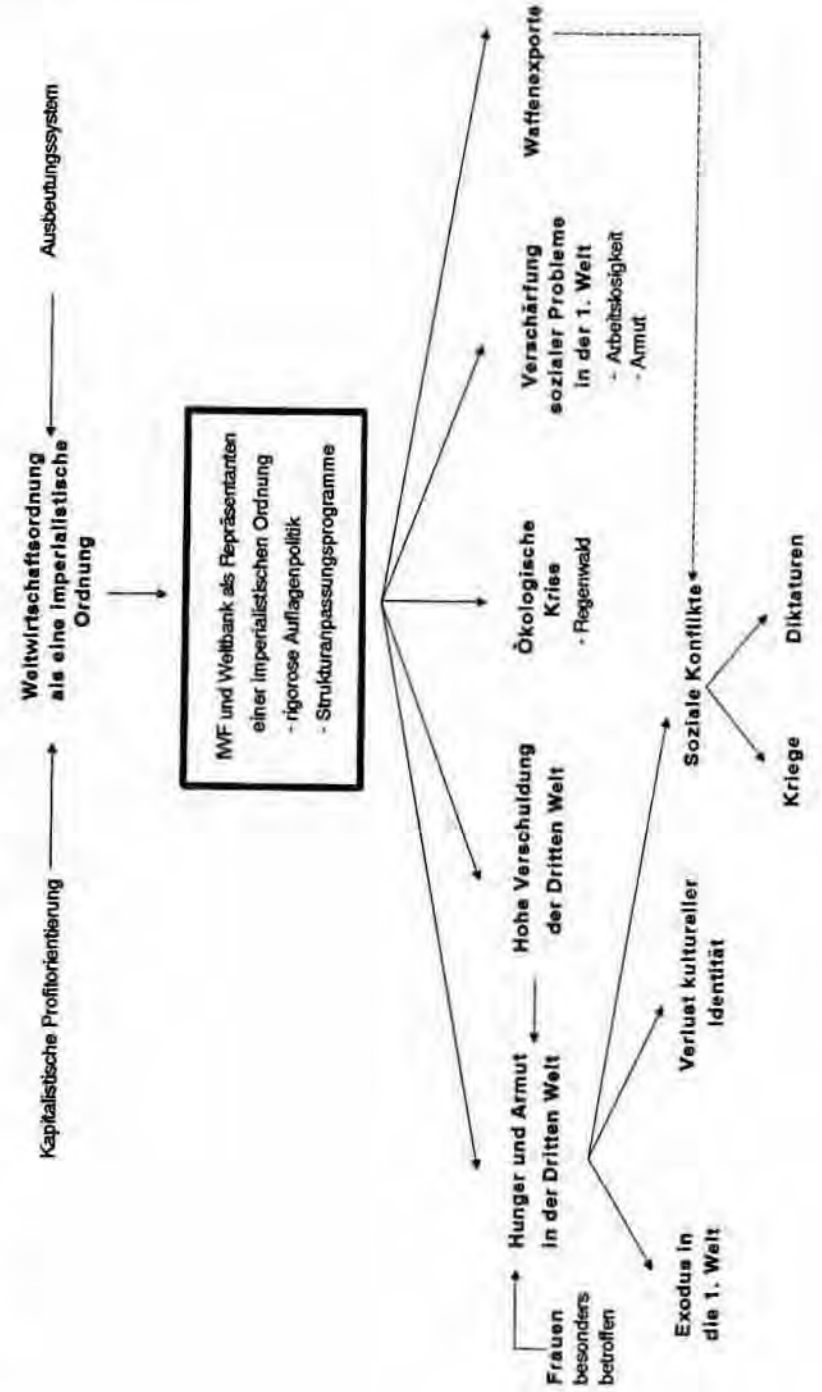 Kapitalistische Profitorientierung
Weltwirtschaftsordnung
als eine imperialistische
Ordnung
Ausbeutungssystem
IWF und Weltbank als Repräsentanten
einer imperialistischen Ordnung
- rigorose Auflagenpolitik
- Strukturanpassungsprogramme
Frauen
besonders
betroffen
Hunger und Armut
in der Dritten Welt
Hohe Verschuldung
der Dritten Welt
Ökologische
Krise
- Regenwald
Verschärfung
sozialer Probleme
in der 1. Welt
- Arbeitslosigkeit
- Armut
Waffenexporte
Exodus in
die 1. Welt
Verlust kultureller
Identität
Soziale Konflikte
Kriege
Diktaturen